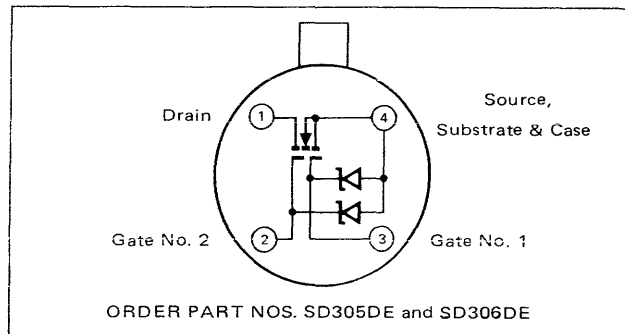 Drain
1
4
Source,
Substrate & Case
Gate No. 2
2
3
Gate No. 1
ORDER PART NOS. SD305DE and SD306DE